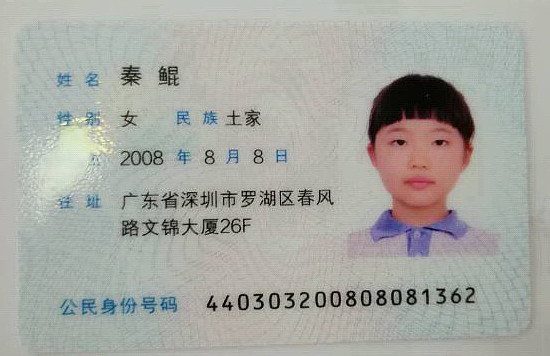 姓名 秦鲲
性别 女 民族 土家
2008 年 8 月 8 日
住址 广东省深圳市罗湖区春风
路文锦大厦26F
公民身份号码 440303200808081362